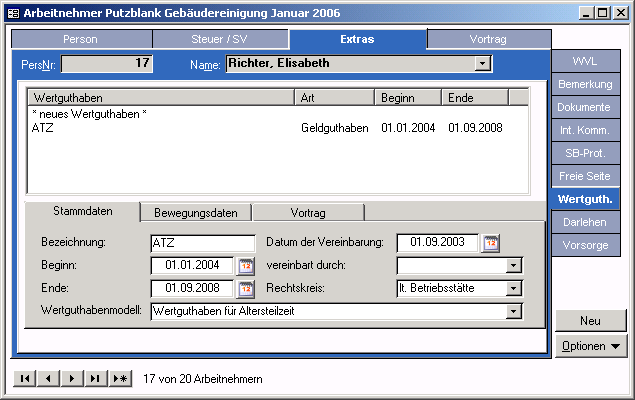 Arbeitnehmer Putzblank Gebäudereinigung Januar 2006
Person Steuer / SV Extras Vortrag
PersNr: 17 Name: Richter, Elisabeth
WVL
Bemerkung
Dokumente
Int. Komm.
SB-Prot.
Freie Seite
Wertguth.
Darlehen
Vorsorge
Wertguthaben Art Beginn Ende
* neues Wertguthaben *
ATZ Geldguthaben 01.01.2004 01.09.2008
Stammdaten Bewegungsdaten Vortrag
Bezeichnung: ATZ Datum der Vereinbarung: 01.09.2003 12
Beginn: 01.01.2004 12 vereinbart durch:
Ende: 01.09.2008 12 Rechtskreis: lt. Betriebsstätte
Wertguthabenmodell: Wertguthaben für Altersteilzeit
Neu
Optionen
17 von 20 Arbeitnehmern